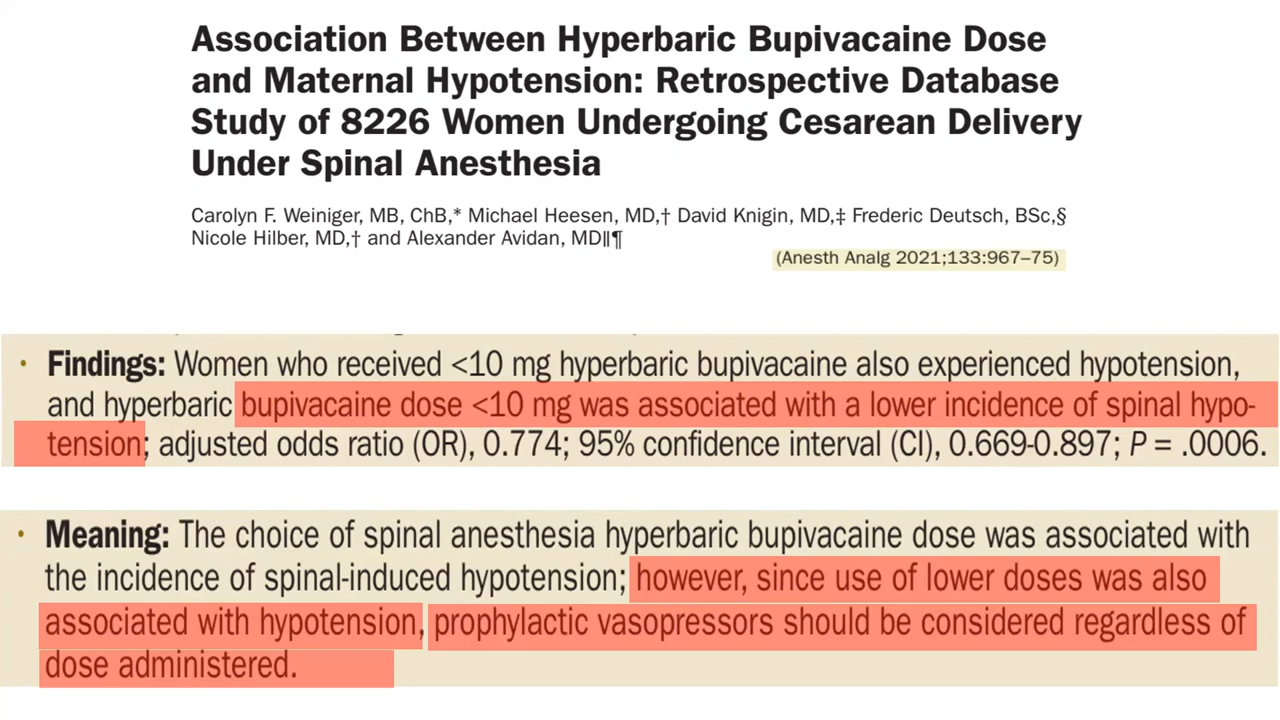 Association Between Hyperbaric Bupivacaine Dose
and Maternal Hypotension: Retrospective Database
Study of 8226 Women Undergoing Cesarean Delivery
Under Spinal Anesthesia
Carolyn F. Weiniger, MB, ChB,* Michael Heesen, MD,† David Knigin, MD,‡ Frederic Deutsch, BSc,§
Nicole Hilber, MD,† and Alexander Avidan, MD‖¶
(Anesth Analg 2021;133:967–75)
• Findings: Women who received <10 mg hyperbaric bupivacaine also experienced hypotension,
and hyperbaric bupivacaine dose <10 mg was associated with a lower incidence of spinal hypo-
tension; adjusted odds ratio (OR), 0.774; 95% confidence interval (CI), 0.669-0.897; P = .0006.
• Meaning: The choice of spinal anesthesia hyperbaric bupivacaine dose was associated with
the incidence of spinal-induced hypotension; however, since use of lower doses was also
associated with hypotension, prophylactic vasopressors should be considered regardless of
dose administered.